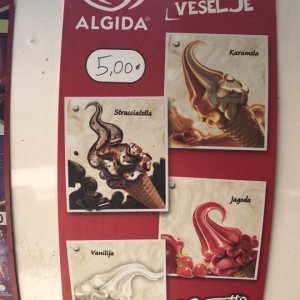 VESELJE
ALGIDA®
5,00€
Karamela
Stracciatella
Jagoda
Vanilija